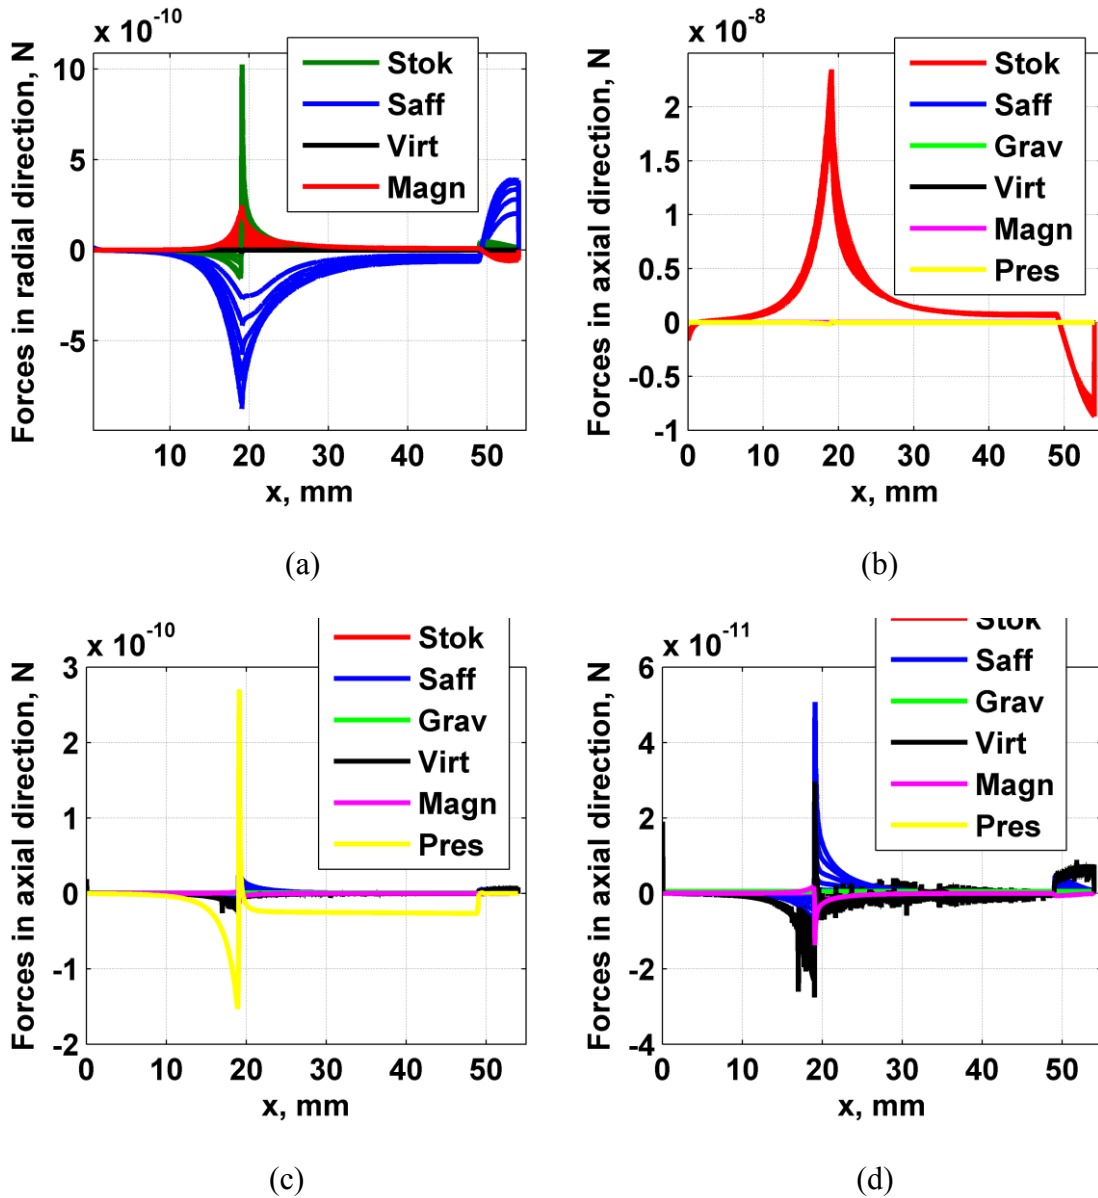 x 10^-10
Forces in radial direction, N
10
5
0
-5
10
20
30
40
50
x, mm
Stok
Saff
Virt
Magn
(a)
x 10^-8
Forces in axial direction, N
2
1.5
1
0.5
0
-0.5
-1
0
10
20
30
40
50
x, mm
Stok
Saff
Grav
Virt
Magn
Pres
(b)
x 10^-10
Forces in axial direction, N
3
2
1
0
-1
-2
0
10
20
30
40
50
x, mm
Stok
Saff
Grav
Virt
Magn
Pres
(c)
x 10^-11
Forces in axial direction, N
6
4
2
0
-2
-4
0
10
20
30
40
50
x, mm
Stok
Saff
Grav
Virt
Magn
Pres
(d)